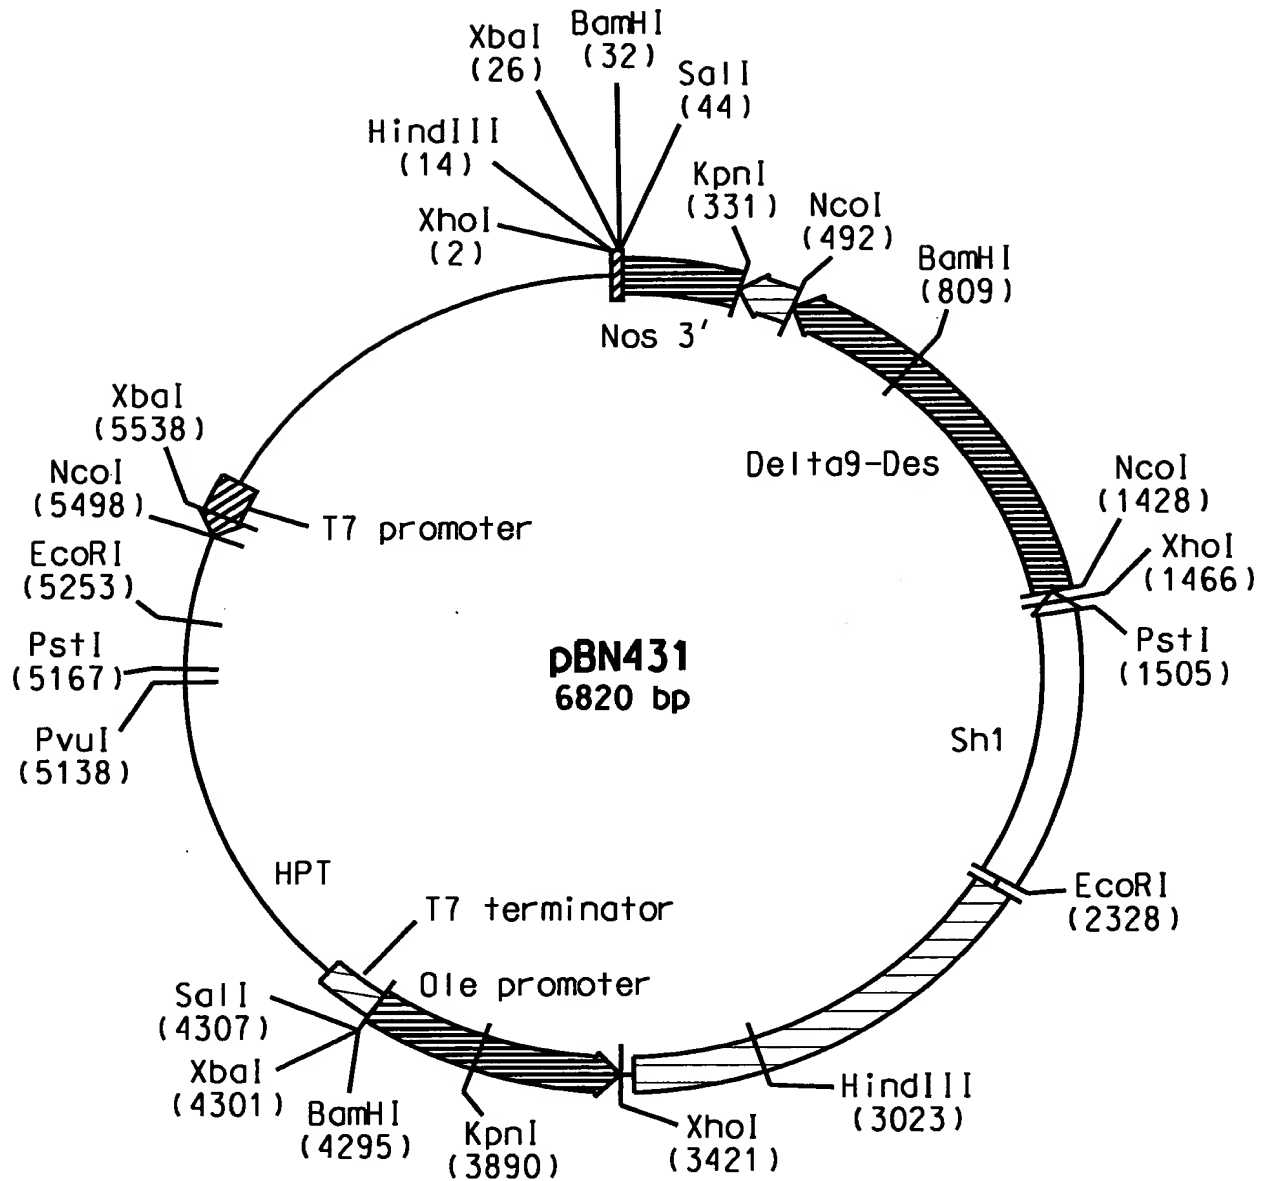 BamHI
(32)
XbaI
(26)
SalI
(44)
HindIII
(14)
KpnI
(331)
NcoI
(492)
XhoI
(2)
BamHI
(809)
Nos 3'
XbaI
(5538)
Delta9-Des
NcoI
(1428)
NcoI
(5498)
T7 promoter
XhoI
(1466)
EcoRI
(5253)
PstI
(5167)
pBN431
6820 bp
PstI
(1505)
PvuI
(5138)
Sh1
HPT
EcoRI
(2328)
T7 terminator
Ole promoter
SalI
(4307)
XbaI
(4301)
HindIII
(3023)
BamHI
(4295)
KpnI
(3890)
XhoI
(3421)